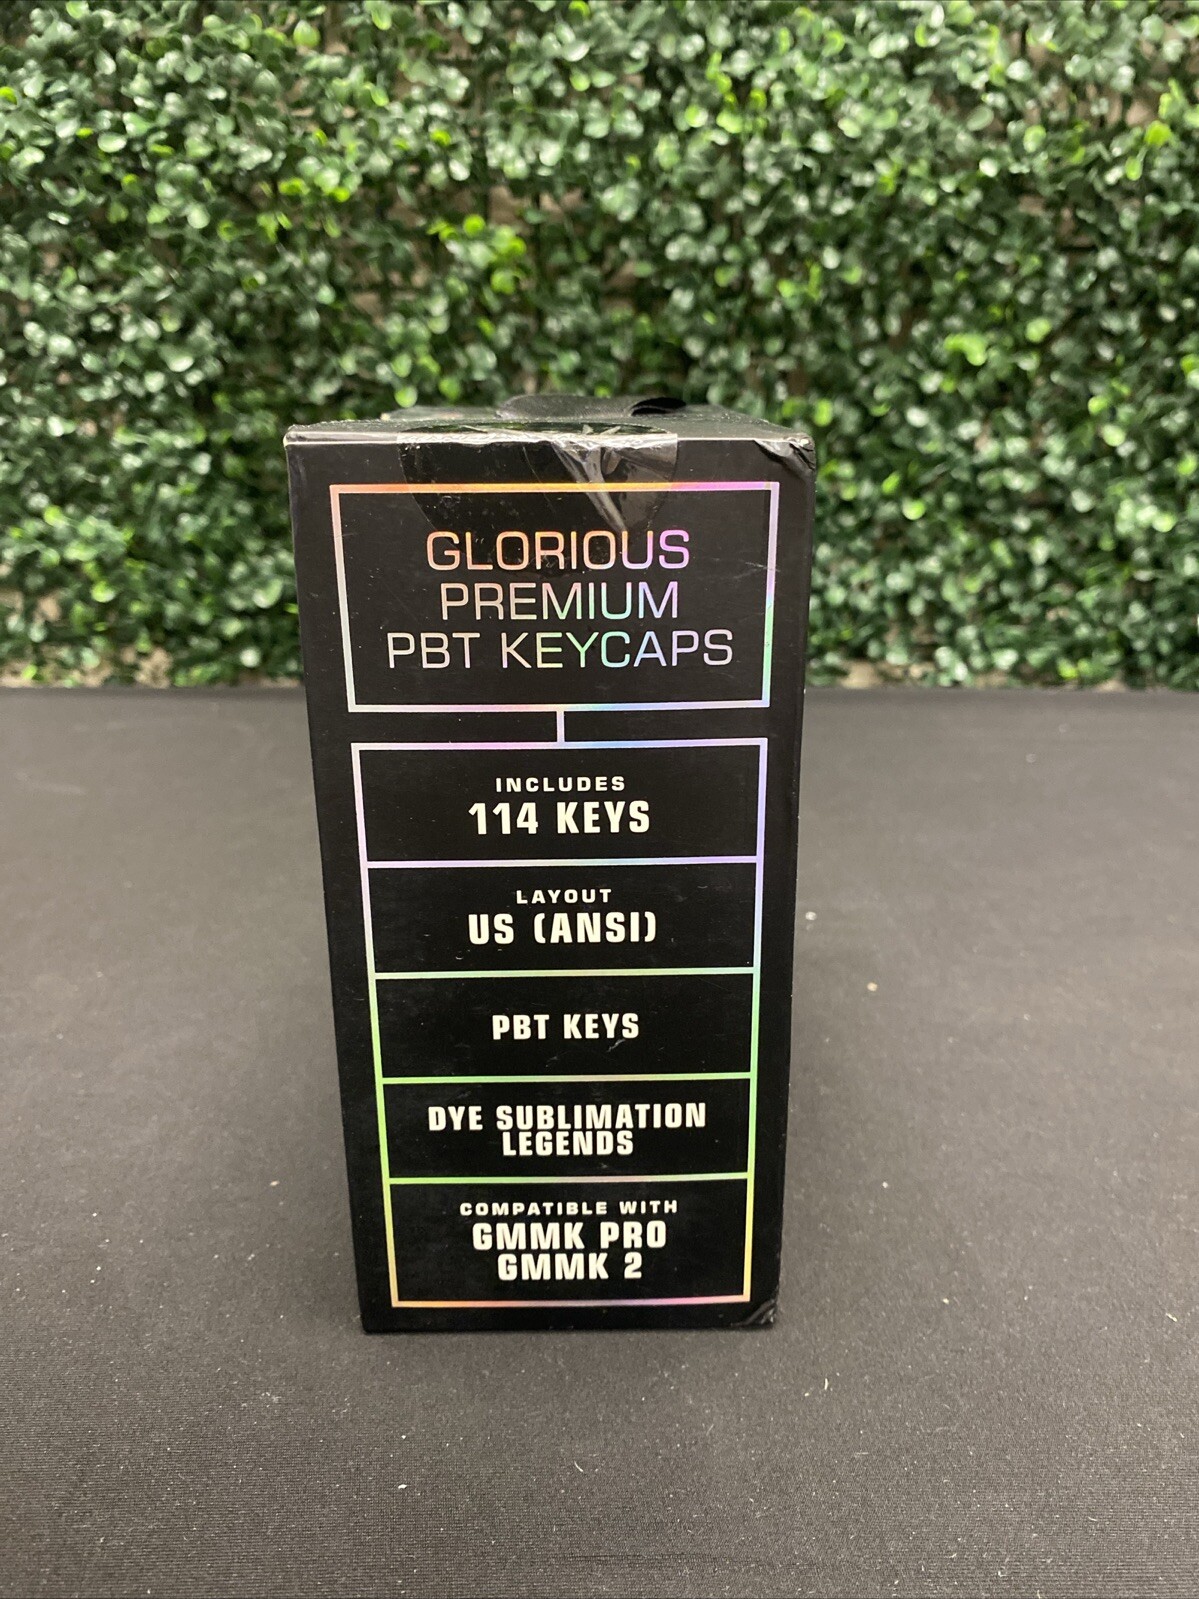 GLORIOUS
PREMIUM
PBT KEYCAPS
INCLUDES
114 KEYS
LAYOUT
US (ANSI)
PBT KEYS
DYE SUBLIMATION
LEGENDS
COMPATIBLE WITH
GMMK PRO
GMMK 2